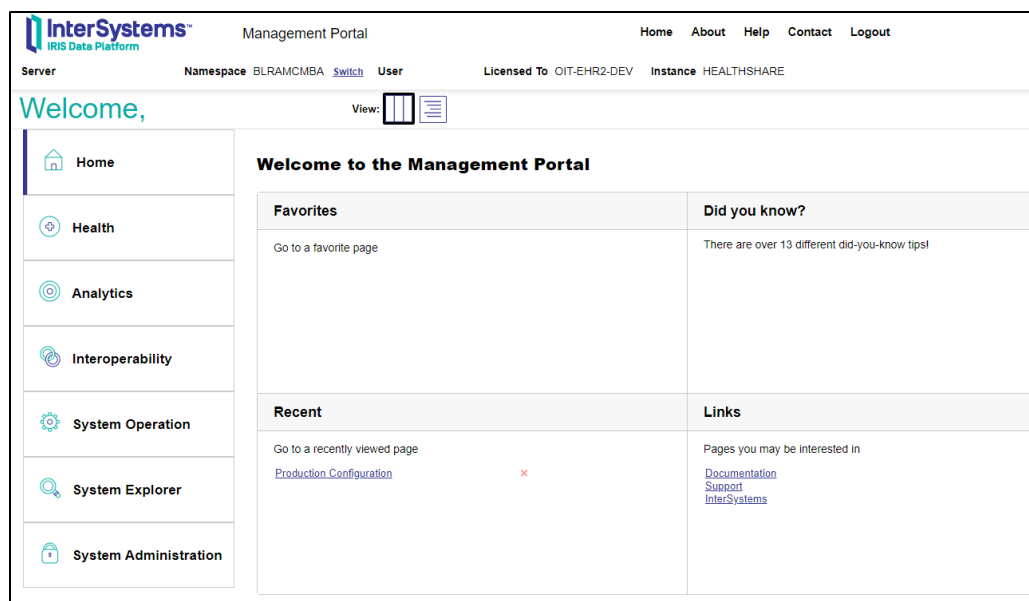 InterSystems™ Management Portal Home About Help Contact Logout
IRIS Data Platform
Server Namespace BLRAMCMBA Switch User Licensed To OIT-EHR2-DEV Instance HEALTHSHARE
Welcome, View:
Home
Health
Analytics
Interoperability
System Operation
System Explorer
System Administration
Welcome to the Management Portal
Favorites
Go to a favorite page
Did you know?
There are over 13 different did-you-know tips!
Recent
Go to a recently viewed page
Production Configuration
Links
Pages you may be interested in
Documentation
Support
InterSystems